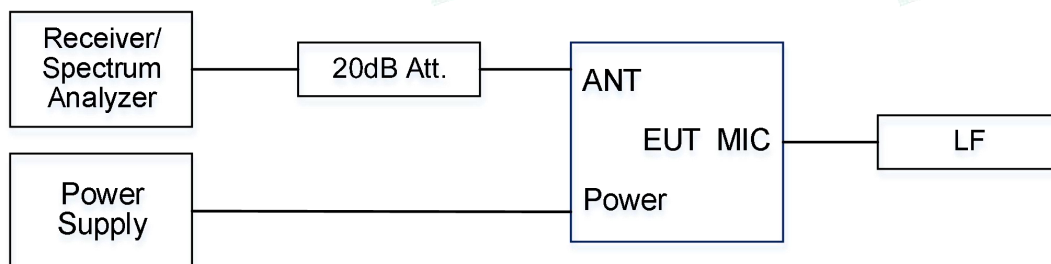 Receiver/
Spectrum
Analyzer
20dB Att.
ANT
EUT MIC
LF
Power
Supply
Power